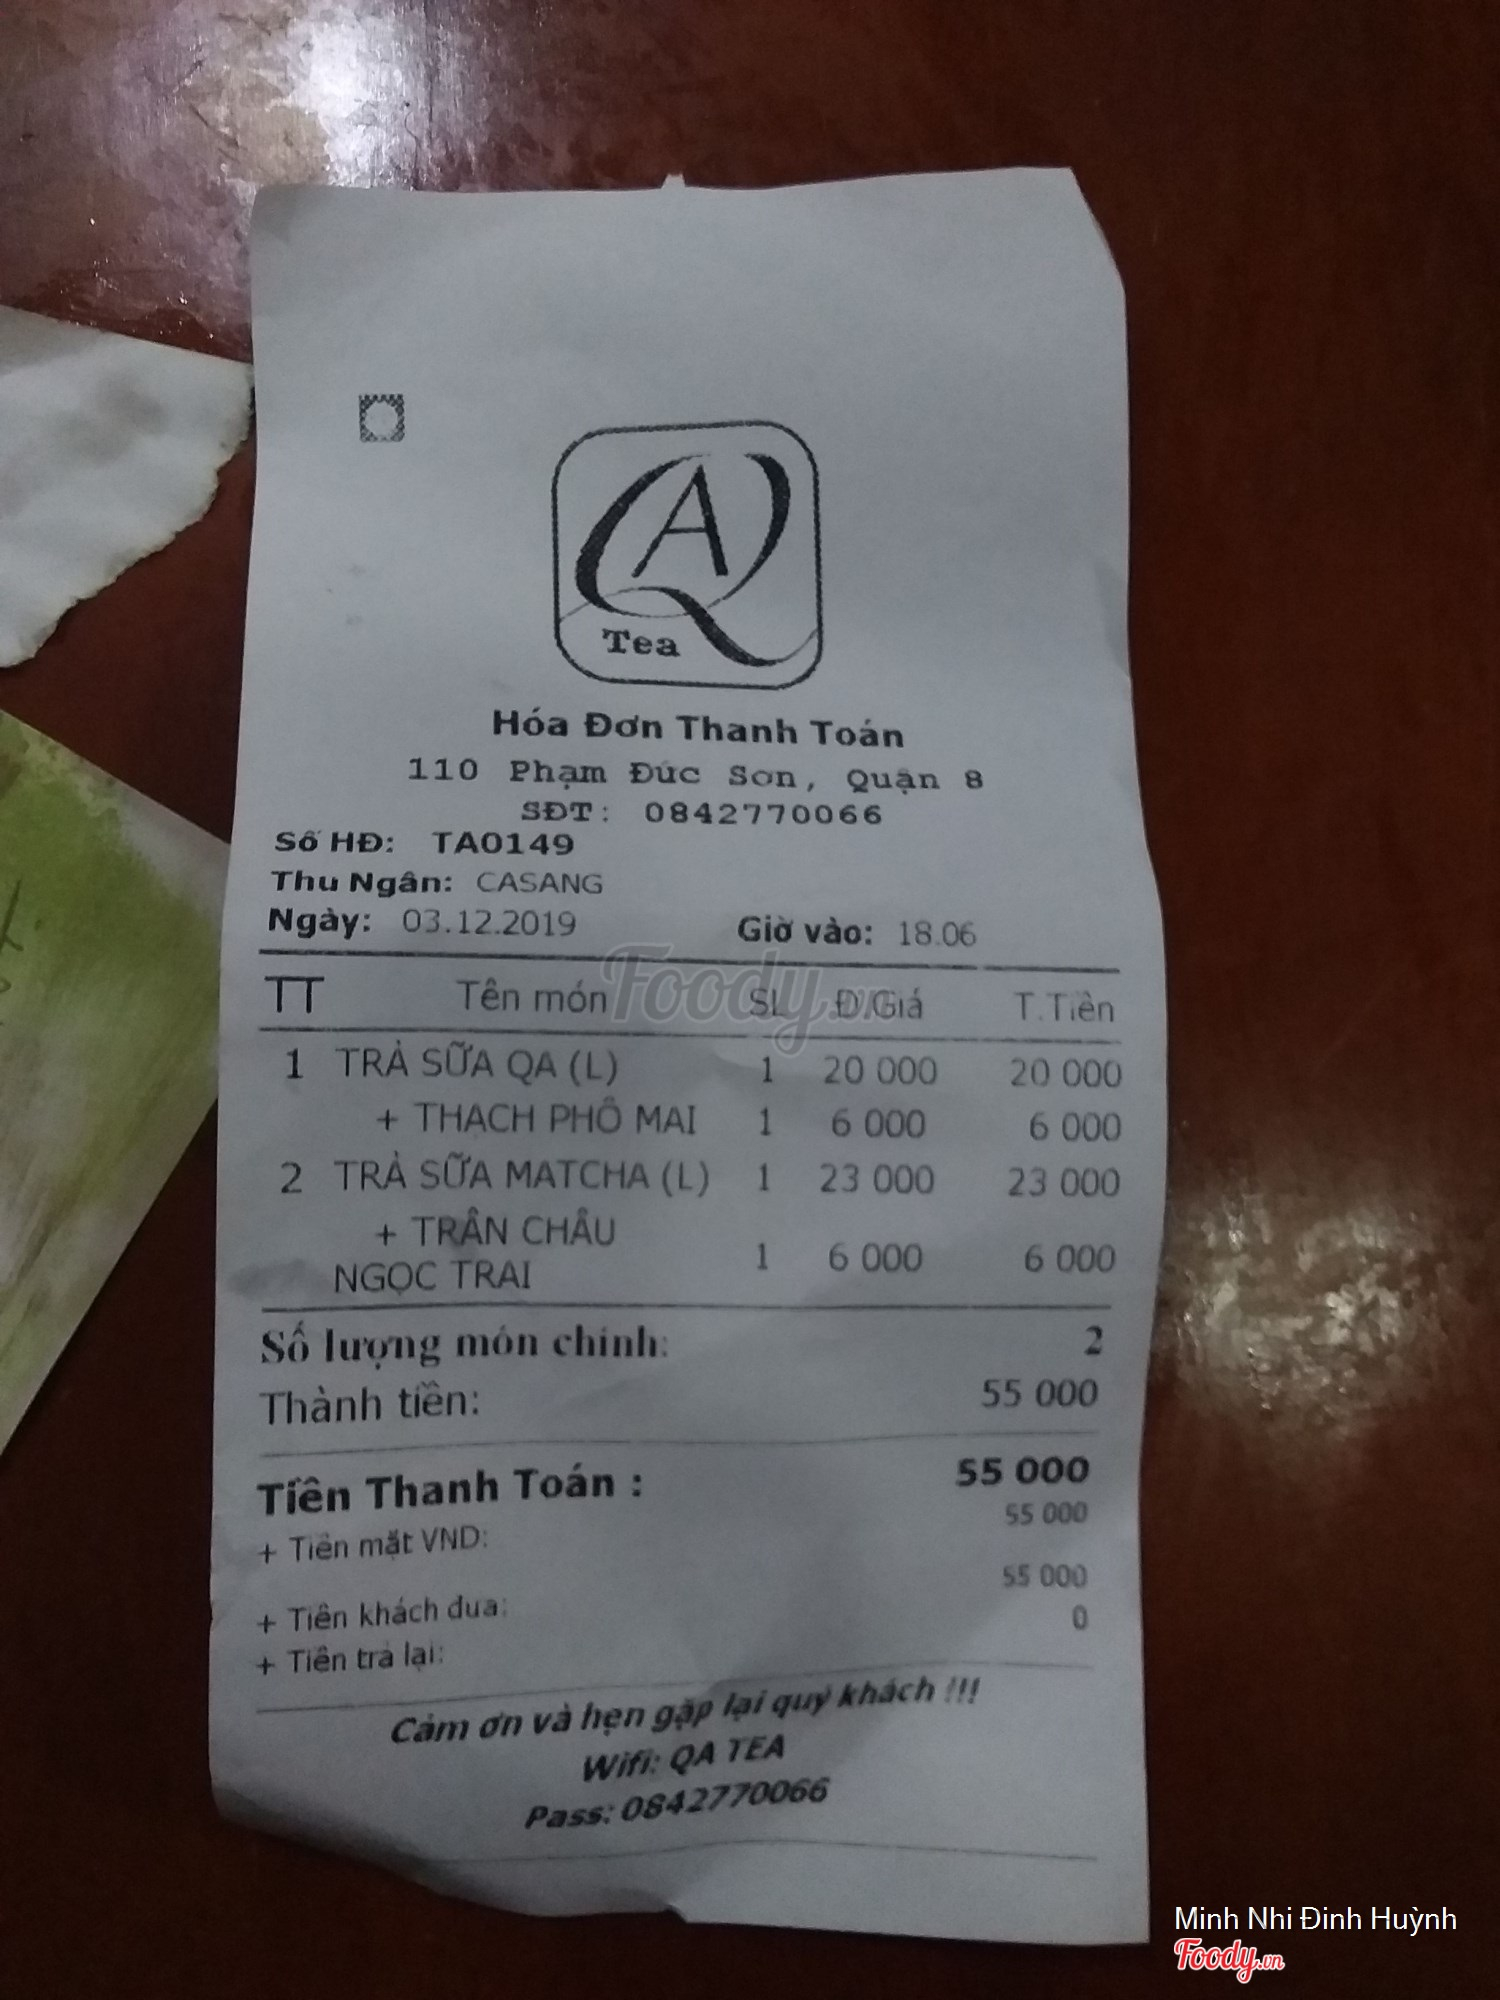 QA
Tea
Hóa Đơn Thanh Toán
110 Phạm Đức Sơn, Quận 8
SĐT: 0842770066
Số HĐ: TA0149
Thu Ngân: CASANG
Ngày: 03.12.2019 Giờ vào: 18.06
TT Tên món SL Đ.Giá T.Tiền
1 TRÀ SỮA QA (L) 1 20 000 20 000
+ THẠCH PHÔ MAI 1 6 000 6 000
2 TRÀ SỮA MATCHA (L) 1 23 000 23 000
+ TRÂN CHÂU
NGỌC TRAI 1 6 000 6 000
Số lượng món chính: 2
Thành tiền: 55 000
Tiền Thanh Toán : 55 000
+ Tiền mặt VND: 55 000
+ Tiền khách đưa: 55 000
+ Tiền trả lại: 0
Cảm ơn và hẹn gặp lại quý khách !!!
Wifi: QA TEA
Pass: 0842770066
Foody.vn
Minh Nhi Đinh Huỳnh
Foody.vn